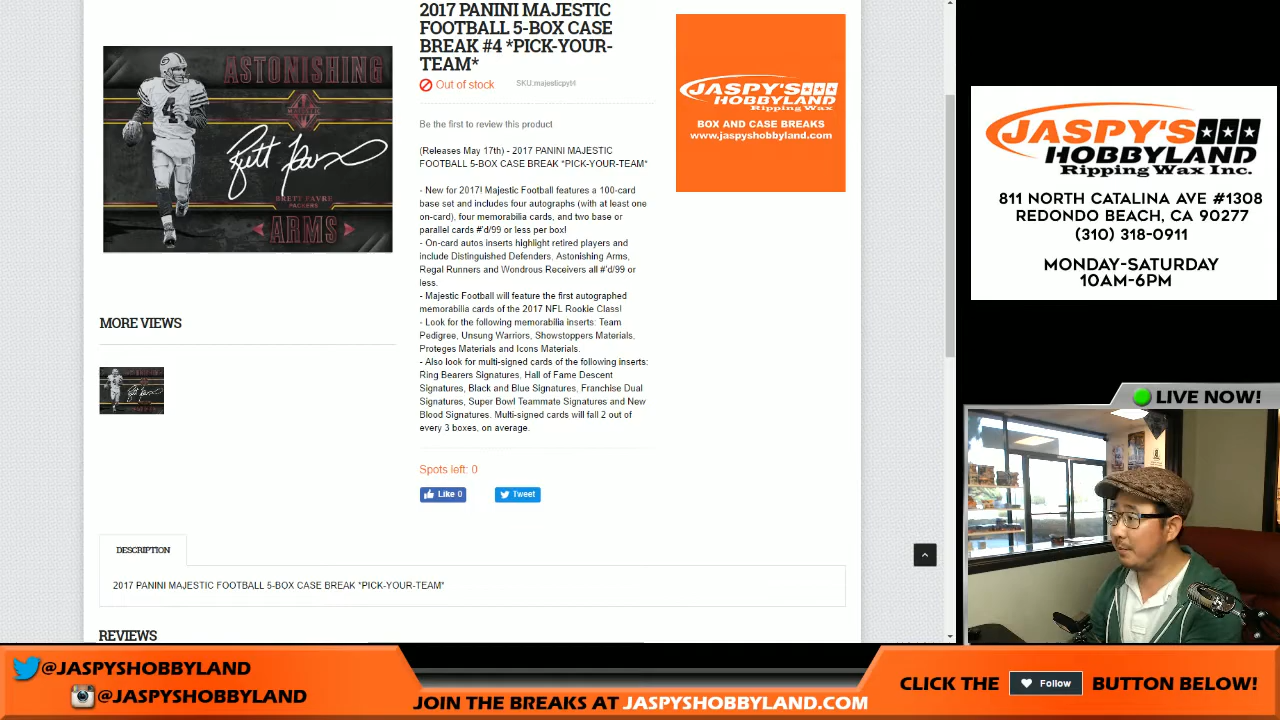 2017 PANINI MAJESTIC
FOOTBALL 5-BOX CASE
BREAK #4 *PICK-YOUR-
TEAM*
Out of stock
SKU:majesticpyt4
Be the first to review this product
(Releases May 17th) - 2017 PANINI MAJESTIC
FOOTBALL 5-BOX CASE BREAK *PICK-YOUR-TEAM*
- New for 2017! Majestic Football features a 100-card
base set and includes four autographs (with at least one
on-card), four memorabilia cards, and two base or
parallel cards #'d/99 or less per box!
- On-card autos inserts highlight retired players and
include Distinguished Defenders, Astonishing Arms,
Regal Runners and Wondrous Receivers all #'d/99 or
less.
- Majestic Football will feature the first autographed
memorabilia cards of the 2017 NFL Rookie Class!
- Look for the following memorabilia inserts: Team
Pedigree, Unsung Warriors, Showstoppers Materials,
Proteges Materials and Icons Materials.
- Also look for multi-signed cards of the following inserts:
Ring Bearers Signatures, Hall of Fame Descent
Signatures, Black and Blue Signatures, Franchise Dual
Signatures, Super Bowl Teammate Signatures and New
Blood Signatures. Multi-signed cards will fall 2 out of
every 3 boxes, on average.
Spots left: 0
Like 0
Tweet
ASTONISHING
MAJESTIC
Brett Favre
BRETT FAVRE
PACKERS
ARMS
4
MORE VIEWS
DESCRIPTION
2017 PANINI MAJESTIC FOOTBALL 5-BOX CASE BREAK *PICK-YOUR-TEAM*
REVIEWS
JASPY'S
HOBBYLAND
Ripping Wax
BOX AND CASE BREAKS
www.jaspyshobbyland.com
JASPY'S
HOBBYLAND
Ripping Wax Inc.
811 NORTH CATALINA AVE #1308
REDONDO BEACH, CA 90277
(310) 318-0911
MONDAY-SATURDAY
10AM-6PM
LIVE NOW!
@JASPYSHOBBYLAND
@JASPYSHOBBYLAND
JOIN THE BREAKS AT JASPYSHOBBYLAND.COM
CLICK THE Follow BUTTON BELOW!